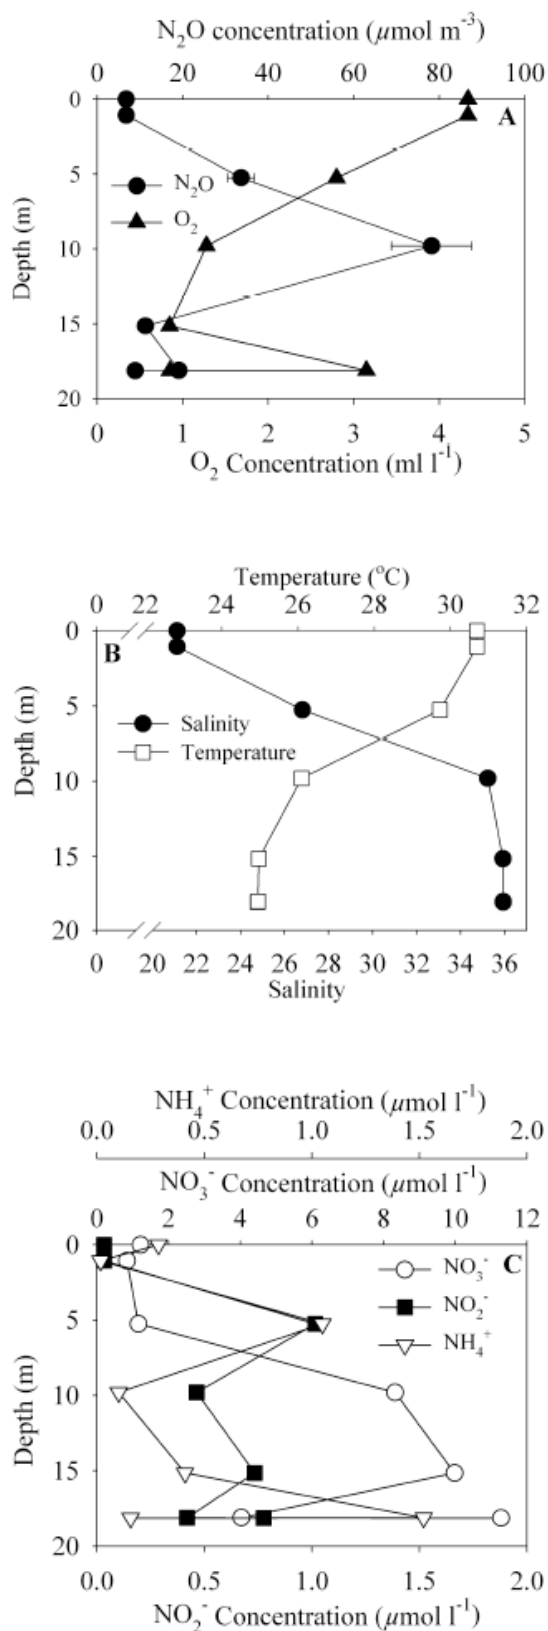 N₂O concentration (µmol m⁻³)
0 20 40 60 80 100
0
5
10
15
20
Depth (m)
A
N₂O
O₂
0 1 2 3 4 5
O₂ Concentration (ml l⁻¹)
Temperature (°C)
0 22 24 26 28 30 32
0
5
10
15
20
Depth (m)
B
Salinity
Temperature
0 20 22 24 26 28 30 32 34 36
Salinity
NH₄⁺ Concentration (µmol l⁻¹)
0.0 0.5 1.0 1.5 2.0
NO₃⁻ Concentration (µmol l⁻¹)
0 2 4 6 8 10 12
0
5
10
15
20
Depth (m)
C
NO₃⁻
NO₂⁻
NH₄⁺
0.0 0.5 1.0 1.5 2.0
NO₂⁻ Concentration (µmol l⁻¹)